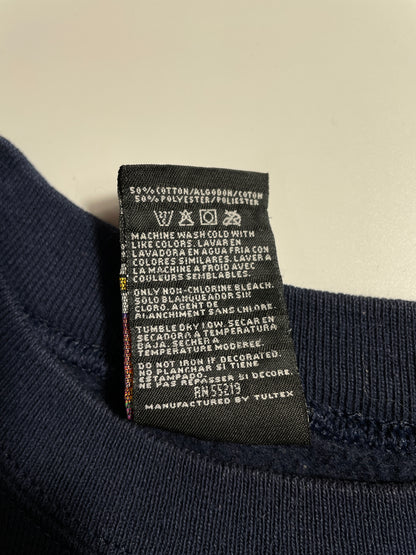 50% COTTON/ALGODON/COTON
50% POLYESTER/POLIESTER
MACHINE WASH COLD WITH
LIKE COLORS. LAVAR EN
LAVADORA EN AGUA FRIA CON
COLORES SIMILARES. LAVER A
LA MACHINE A FROID AVEC
COULEURS SEMBLABLES.
ONLY NON-CHLORINE BLEACH
SOLO BLANQUEADOR SIN
CLORO. AGENT DE
BLANCHIMENT SANS CHLORE
TUMBLE DRY LOW. SECAR EN
SECADORA A TEMPERATURA
BAJA. SECHER A
TEMPERATURE MODEREE.
DO NOT IRON IF DECORATED.
NO PLANCHAR SI TIENE
ESTAMPADO.
NE PAS REPASSER SI DECORE.
RN 55219
MANUFACTURED BY TULTEX